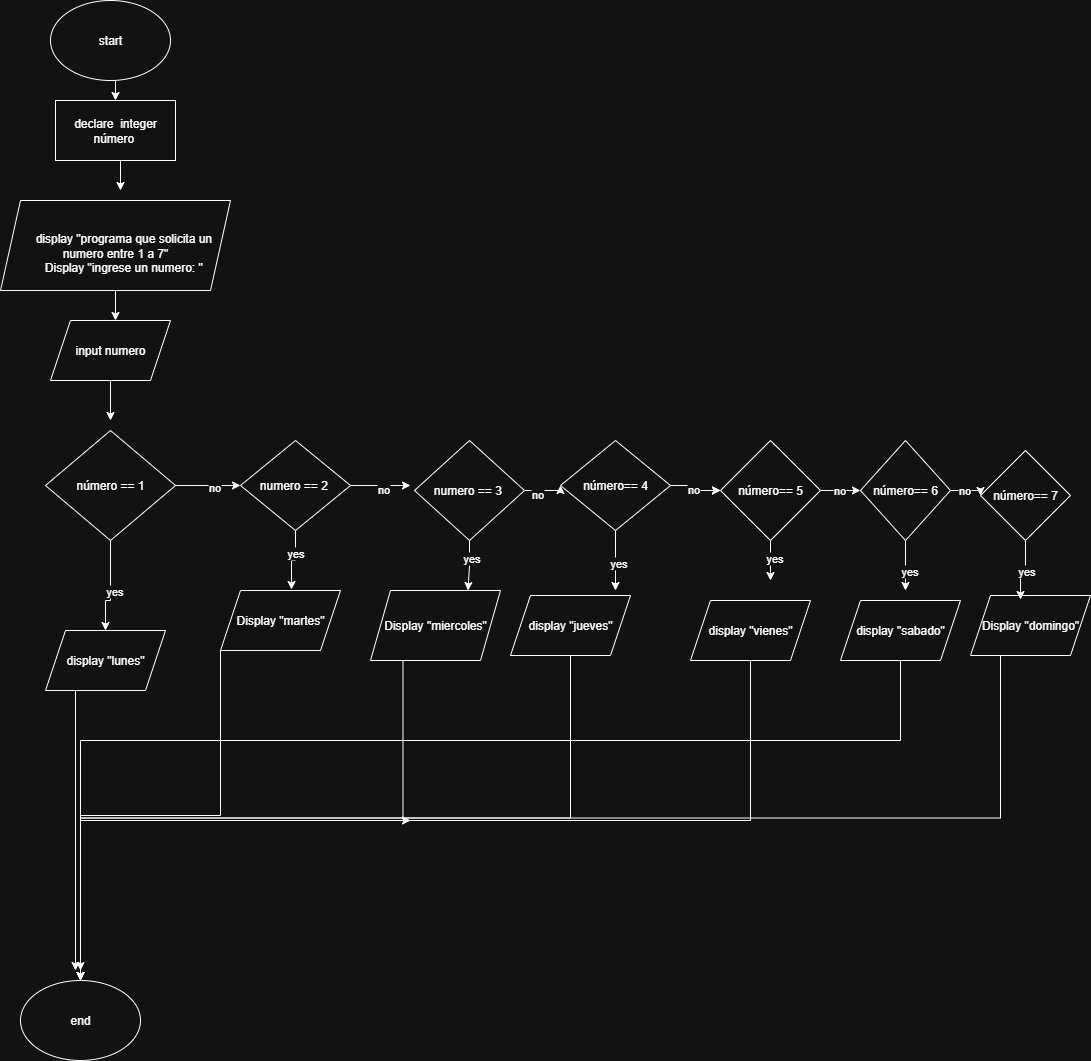 start
declare  integer
número
display "programa que solicita un
numero entre 1 a 7"
Display "ingrese un numero: "
input numero
número == 1
no
numero == 2
no
numero == 3
no
número== 4
no
número== 5
no
número== 6
no
número== 7
yes
yes
yes
yes
yes
yes
yes
display "lunes"
Display "martes"
Display "miercoles"
display "jueves"
display "vienes"
display "sabado"
Display "domingo"
end